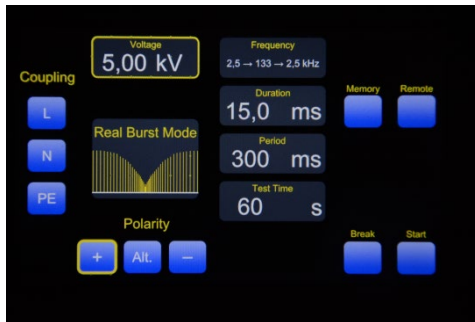 Voltage
5,00 kV
Coupling
L
N
PE
Real Burst Mode
Polarity
+
Alt.
−
Frequency
2,5 → 133 → 2,5 kHz
Duration
15,0 ms
Period
300 ms
Test Time
60 s
Memory
Remote
Break
Start